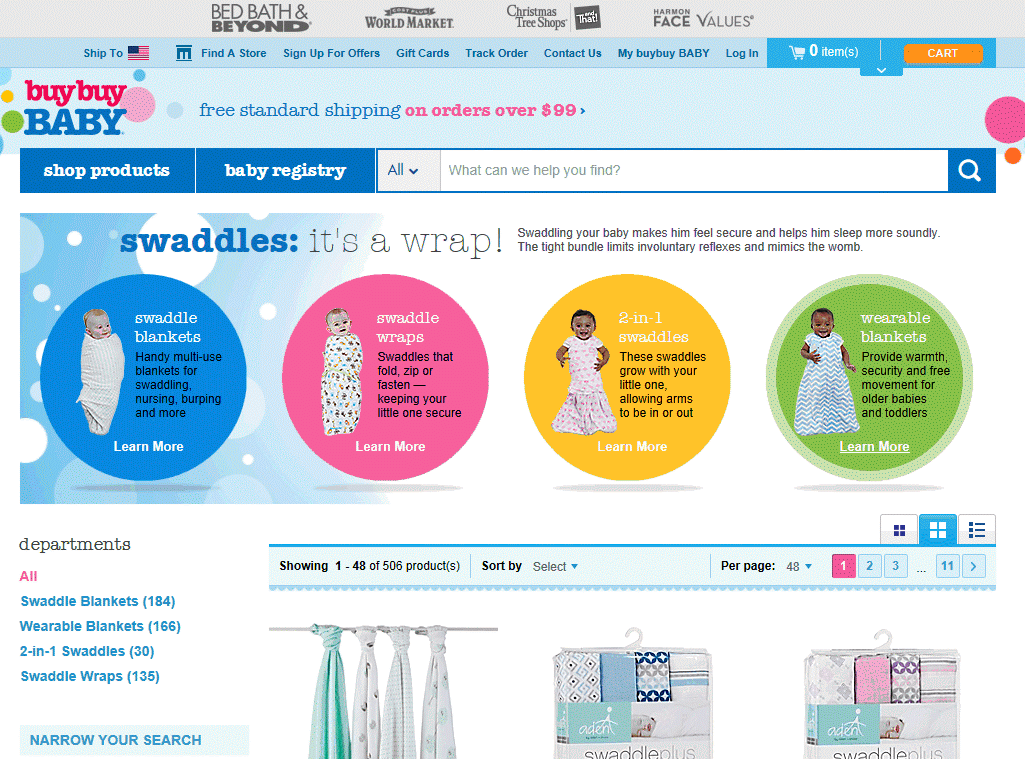 BED BATH &
BEYOND
COST PLUS
WORLD MARKET
Christmas
Tree Shops and That!
HARMON
FACE VALUES
Ship To Find A Store Sign Up For Offers Gift Cards Track Order Contact Us My buybuy BABY Log In 0 item(s) CART
buybuy
BABY
free standard shipping on orders over $99 ›
shop products baby registry All What can we help you find?
swaddles: it's a wrap!
Swaddling your baby makes him feel secure and helps him sleep more soundly.
The tight bundle limits involuntary reflexes and mimics the womb.
swaddle
blankets
Handy multi-use
blankets for
swaddling,
nursing, burping
and more
Learn More
swaddle
wraps
Swaddles that
fold, zip or
fasten —
keeping your
little one secure
Learn More
2-in-1
swaddles
These swaddles
grow with your
little one,
allowing arms
to be in or out
Learn More
wearable
blankets
Provide warmth,
security and free
movement for
older babies
and toddlers
Learn More
departments
All
Swaddle Blankets (184)
Wearable Blankets (166)
2-in-1 Swaddles (30)
Swaddle Wraps (135)
NARROW YOUR SEARCH
Showing 1 - 48 of 506 product(s) Sort by Select Per page: 48 1 2 3 ... 11 >
aden
swaddleplus
aden
swaddleplus